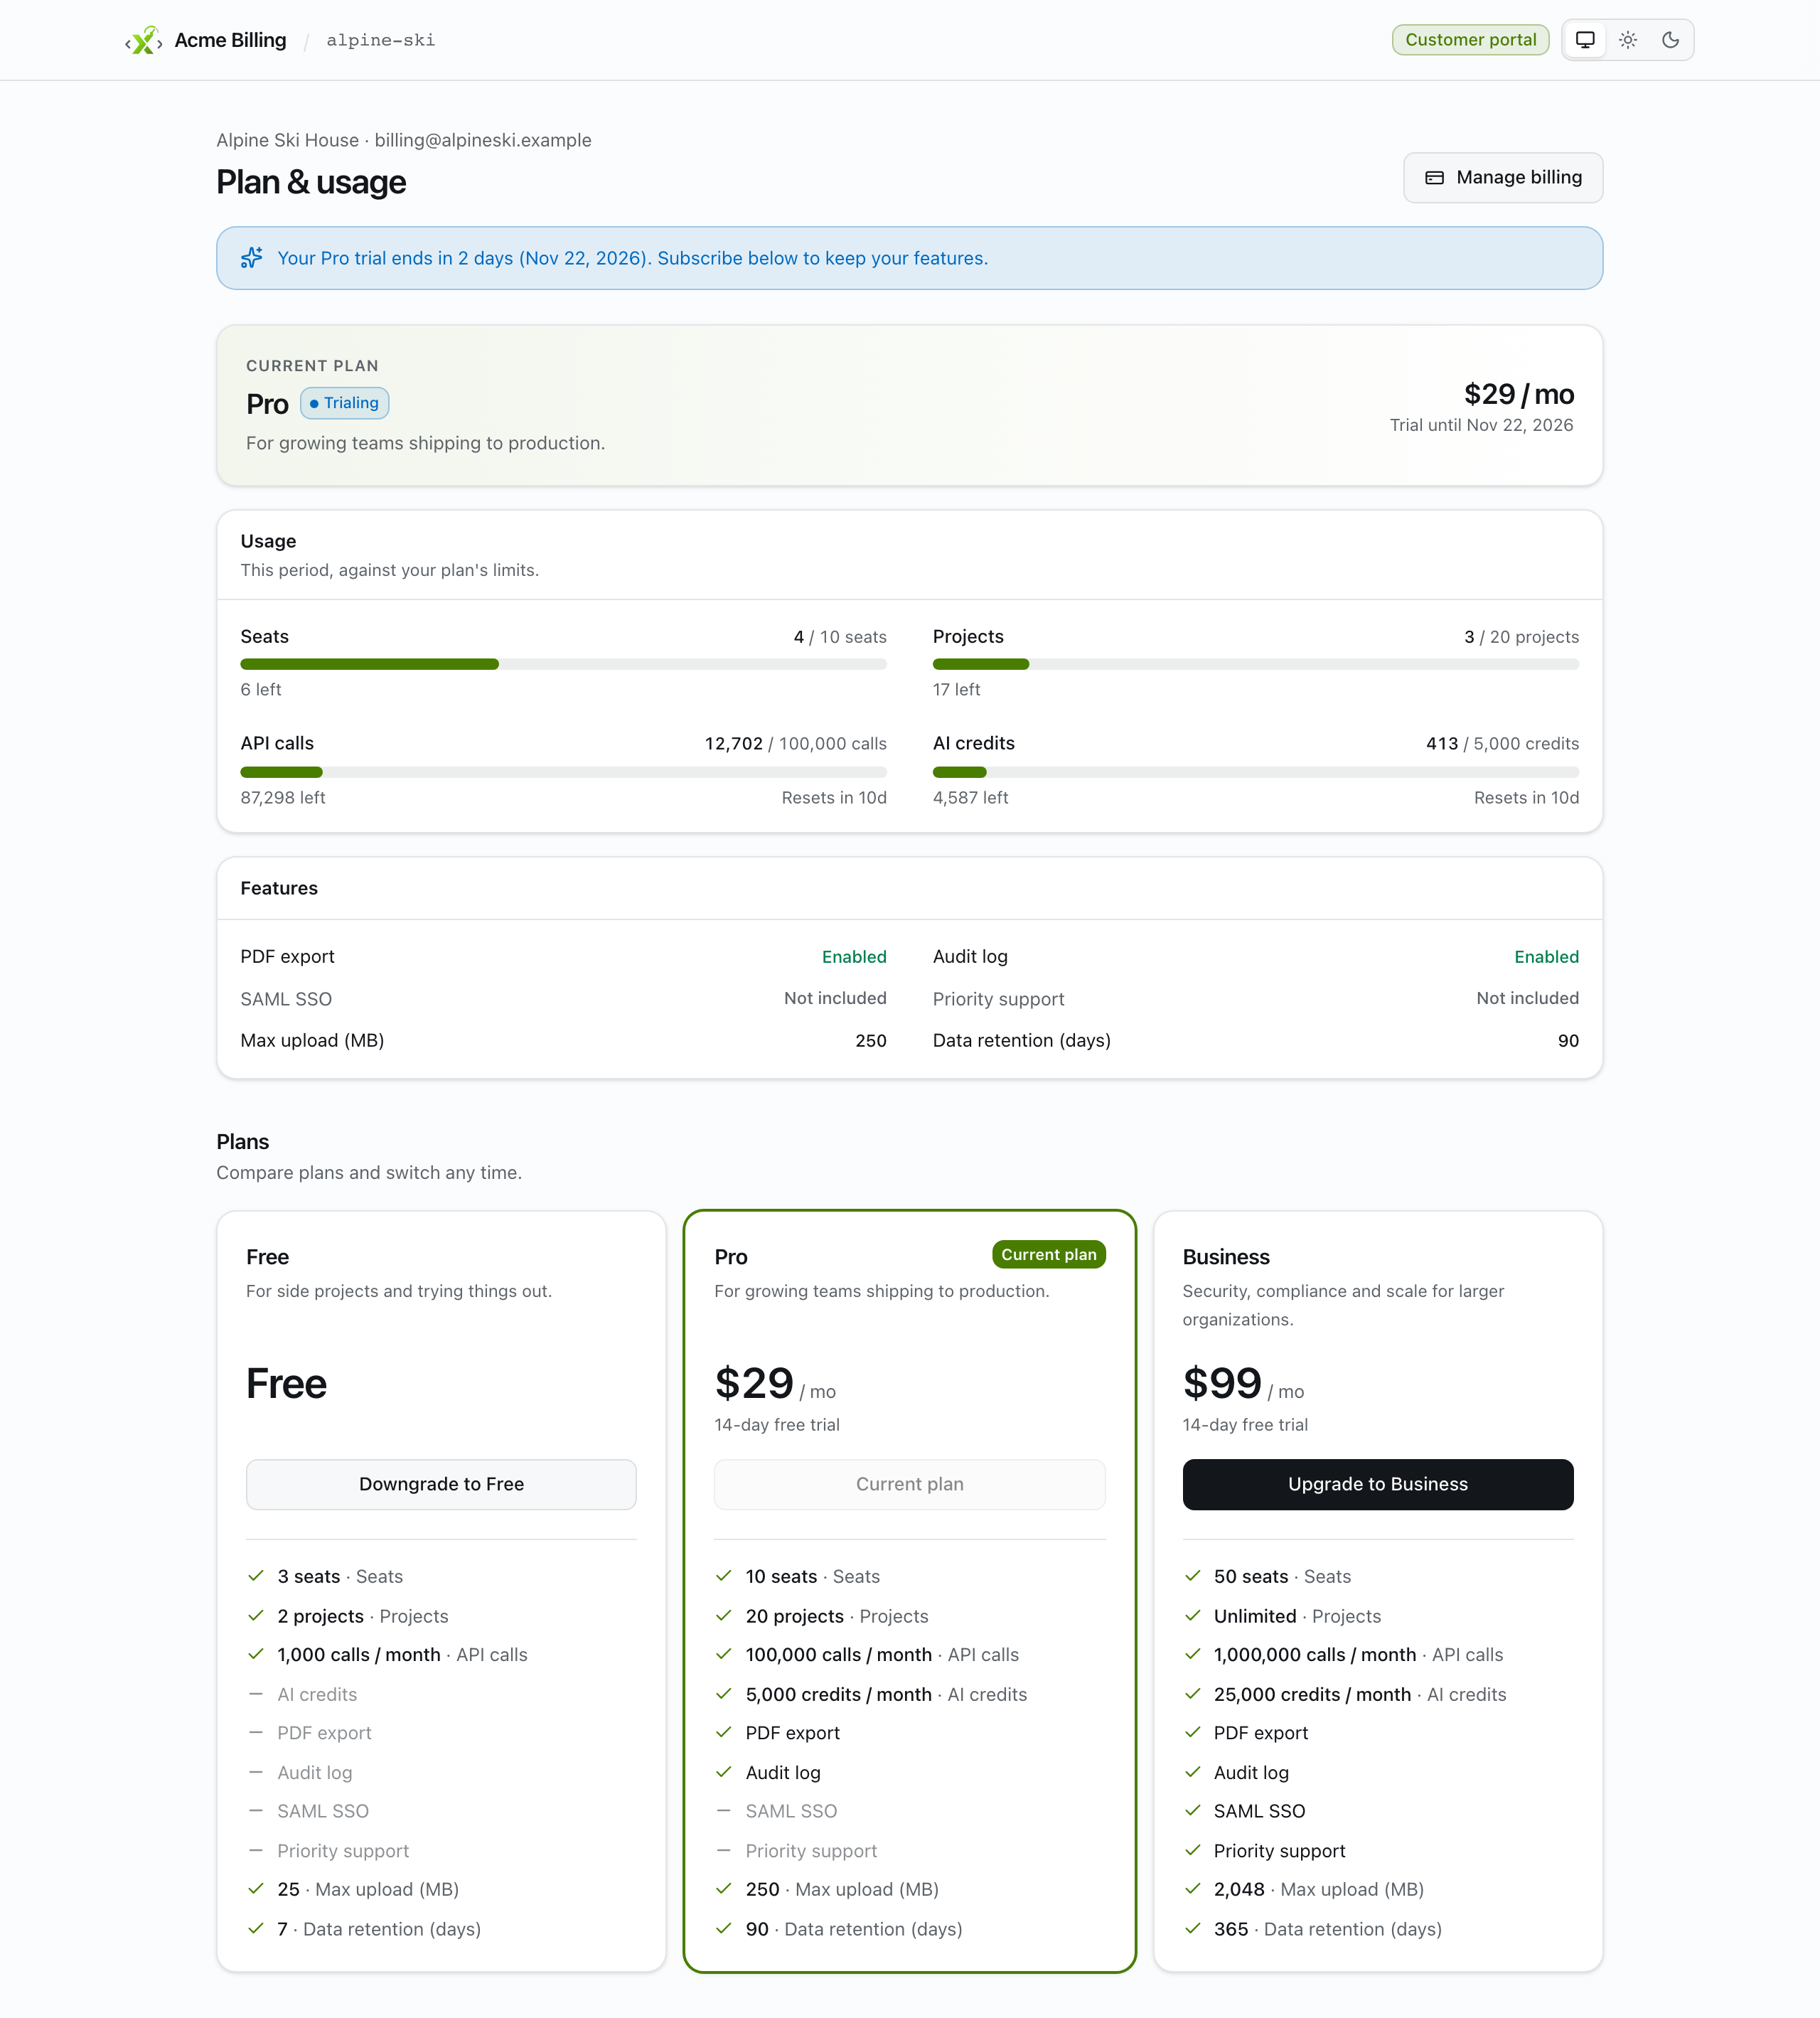 Acme Billing / alpine-ski
Customer portal
Alpine Ski House · billing@alpineski.example
Plan & usage
Manage billing
Your Pro trial ends in 2 days (Nov 22, 2026). Subscribe below to keep your features.
CURRENT PLAN
Pro Trialing
For growing teams shipping to production.
$29 / mo
Trial until Nov 22, 2026
Usage
This period, against your plan's limits.
Seats 4 / 10 seats
6 left
Projects 3 / 20 projects
17 left
API calls 12,702 / 100,000 calls
87,298 left Resets in 10d
AI credits 413 / 5,000 credits
4,587 left Resets in 10d
Features
PDF export Enabled
Audit log Enabled
SAML SSO Not included
Priority support Not included
Max upload (MB) 250
Data retention (days) 90
Plans
Compare plans and switch any time.
Free
For side projects and trying things out.
Free
Downgrade to Free
3 seats · Seats
2 projects · Projects
1,000 calls / month · API calls
AI credits
PDF export
Audit log
SAML SSO
Priority support
25 · Max upload (MB)
7 · Data retention (days)
Pro Current plan
For growing teams shipping to production.
$29 / mo
14-day free trial
Current plan
10 seats · Seats
20 projects · Projects
100,000 calls / month · API calls
5,000 credits / month · AI credits
PDF export
Audit log
SAML SSO
Priority support
250 · Max upload (MB)
90 · Data retention (days)
Business
Security, compliance and scale for larger
organizations.
$99 / mo
14-day free trial
Upgrade to Business
50 seats · Seats
Unlimited · Projects
1,000,000 calls / month · API calls
25,000 credits / month · AI credits
PDF export
Audit log
SAML SSO
Priority support
2,048 · Max upload (MB)
365 · Data retention (days)